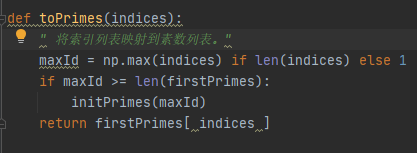 def toPrimes(indices):
" 将索引列表映射到素数列表。"
maxId = np.max(indices) if len(indices) else 1
if maxId >= len(firstPrimes):
initPrimes(maxId)
return firstPrimes[ indices ]